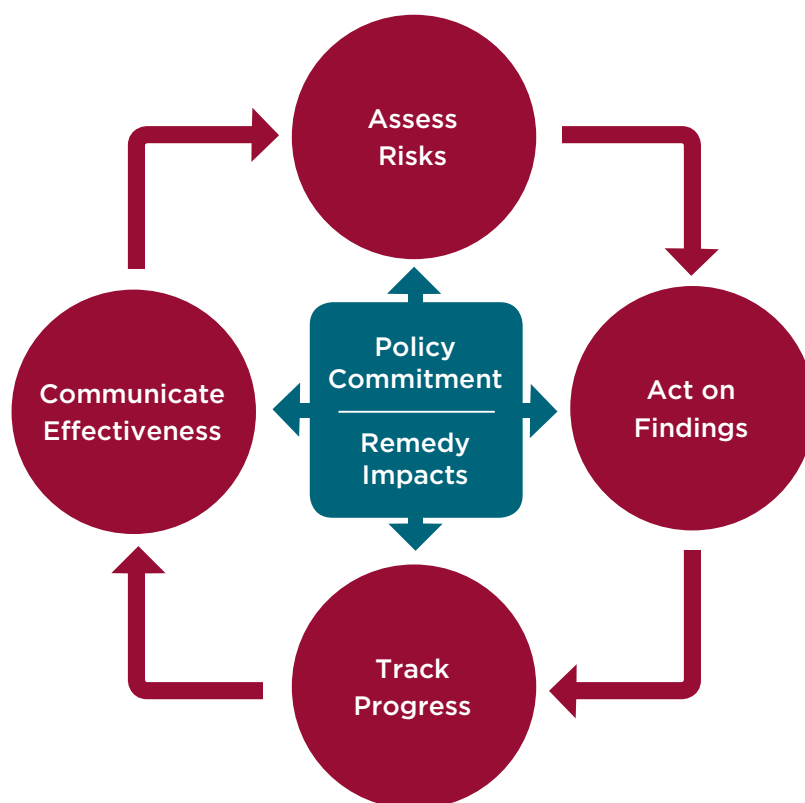 Assess
Risks
Policy
Commitment
Remedy
Impacts
Communicate
Effectiveness
Act on
Findings
Track
Progress